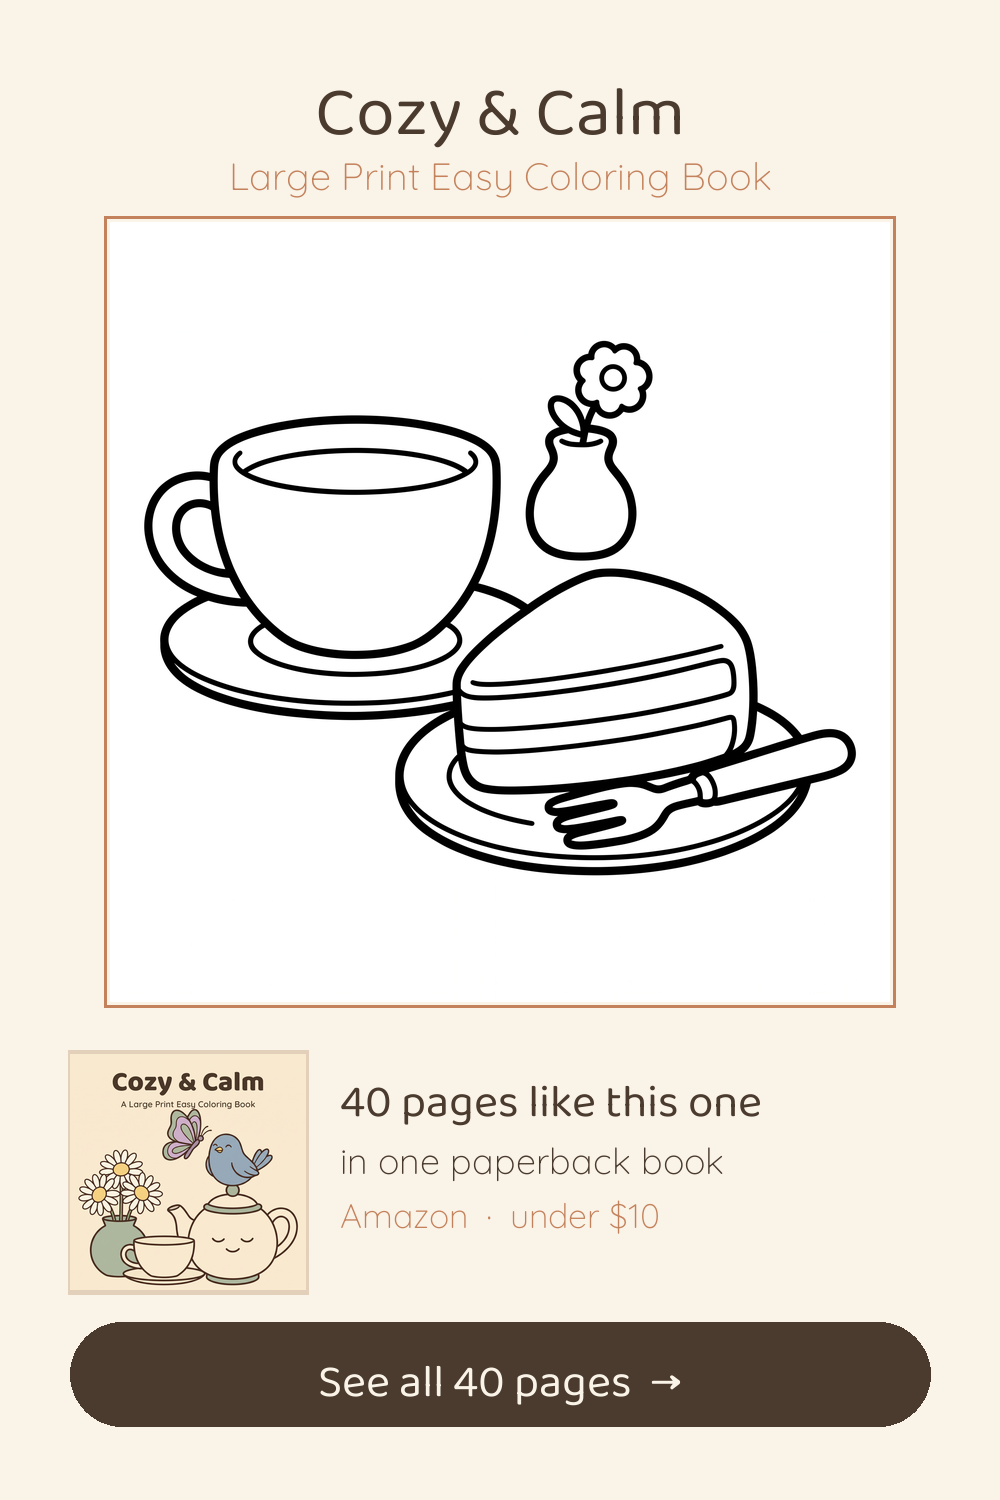 Cozy & Calm
Large Print Easy Coloring Book
Cozy & Calm
A Large Print Easy Coloring Book
40 pages like this one
in one paperback book
Amazon · under $10
See all 40 pages →